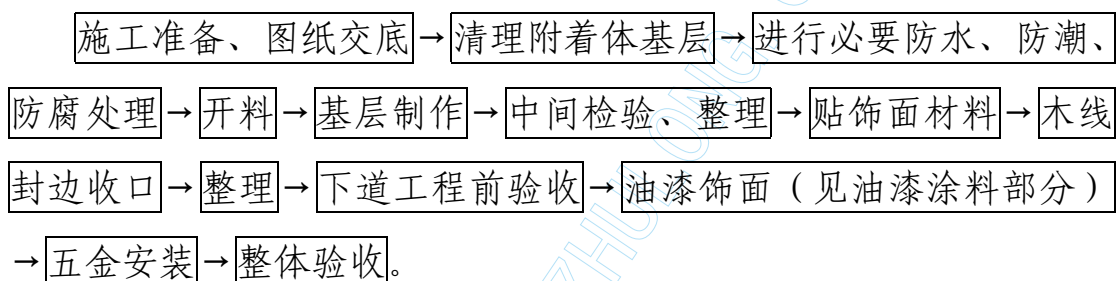 施工准备、图纸交底→清理附着体基层→进行必要防水、防潮、
防腐处理→开料→基层制作→中间检验、整理→贴饰面材料→木线
封边收口→整理→下道工程前验收→油漆饰面（见油漆涂料部分）
→五金安装→整体验收。